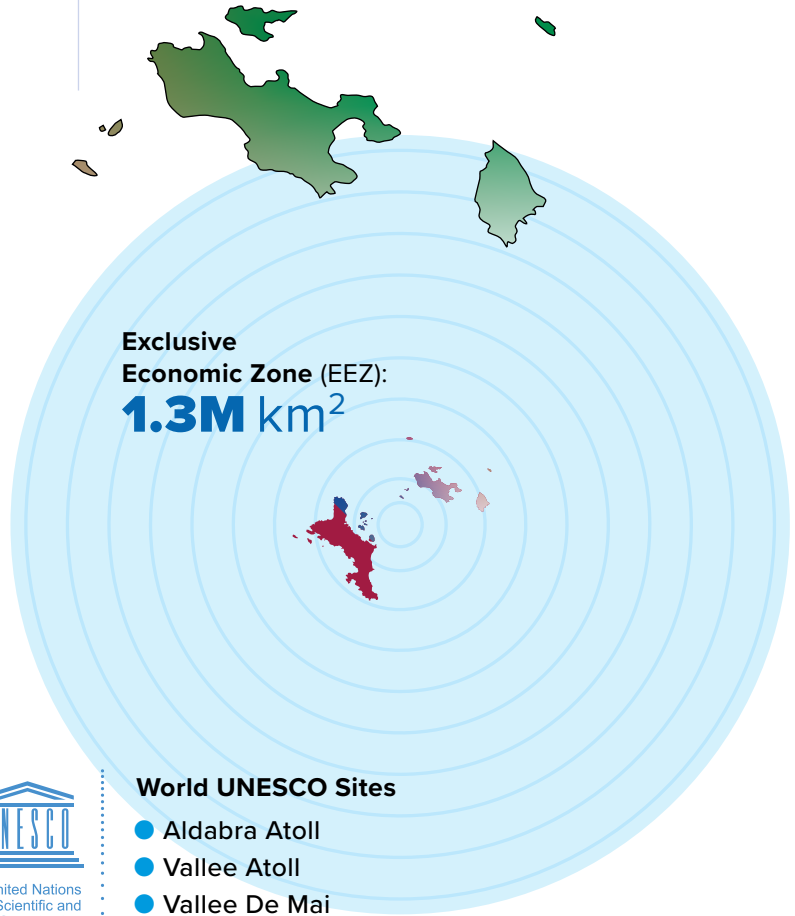 Exclusive
Economic Zone (EEZ):
1.3M km²
World UNESCO Sites
Aldabra Atoll
Vallee Atoll
Vallee De Mai
NESCO
nited Nations
Scientific and